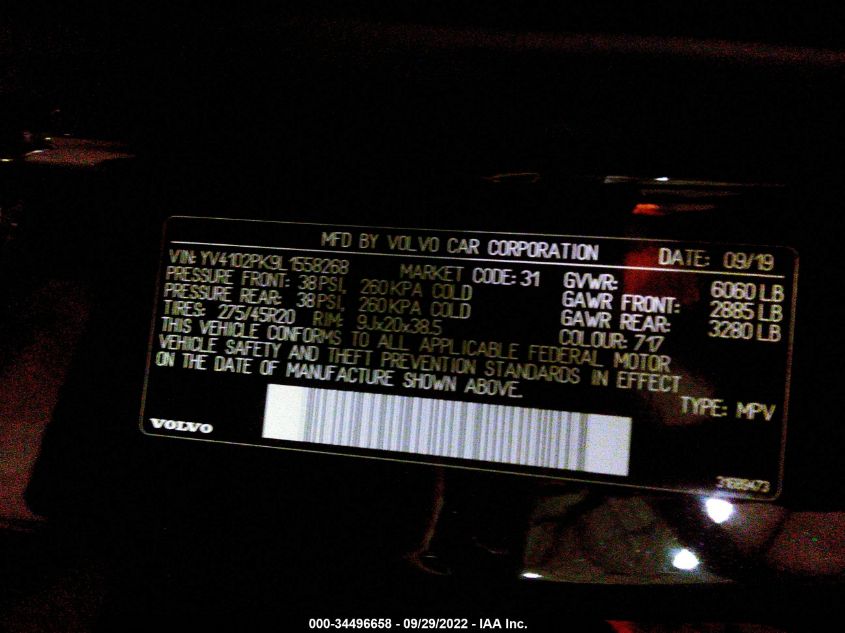 MFD BY VOLVO CAR CORPORATION DATE: 09/19
VIN: YV4102PK9L1558268 MARKET CODE: 31 GVWR: 6060 LB
PRESSURE FRONT: 38 PSI, 260 KPA COLD GAWR FRONT: 2885 LB
PRESSURE REAR: 38 PSI, 260 KPA COLD GAWR REAR: 3280 LB
TIRES: 275/45R20 RIM: 9Jx20x38.5 COLOUR: 717
THIS VEHICLE CONFORMS TO ALL APPLICABLE FEDERAL MOTOR
VEHICLE SAFETY AND THEFT PREVENTION STANDARDS IN EFFECT
ON THE DATE OF MANUFACTURE SHOWN ABOVE.
TYPE: MPV
VOLVO
000-34496658 - 09/29/2022 - IAA Inc.